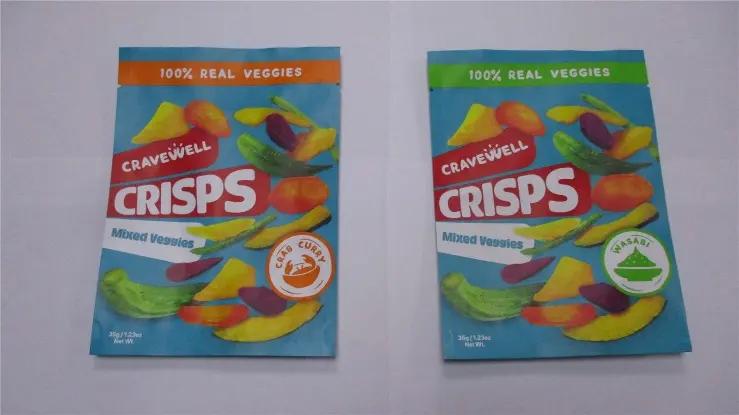 100% REAL VEGGIES
CRAVEWELL
CRISPS
Mixed Veggies
CRAB CURRY
35g / 1.23oz
Net Wt.
100% REAL VEGGIES
CRAVEWELL
CRISPS
Mixed Veggies
WASABI
35g / 1.23oz
Net Wt.